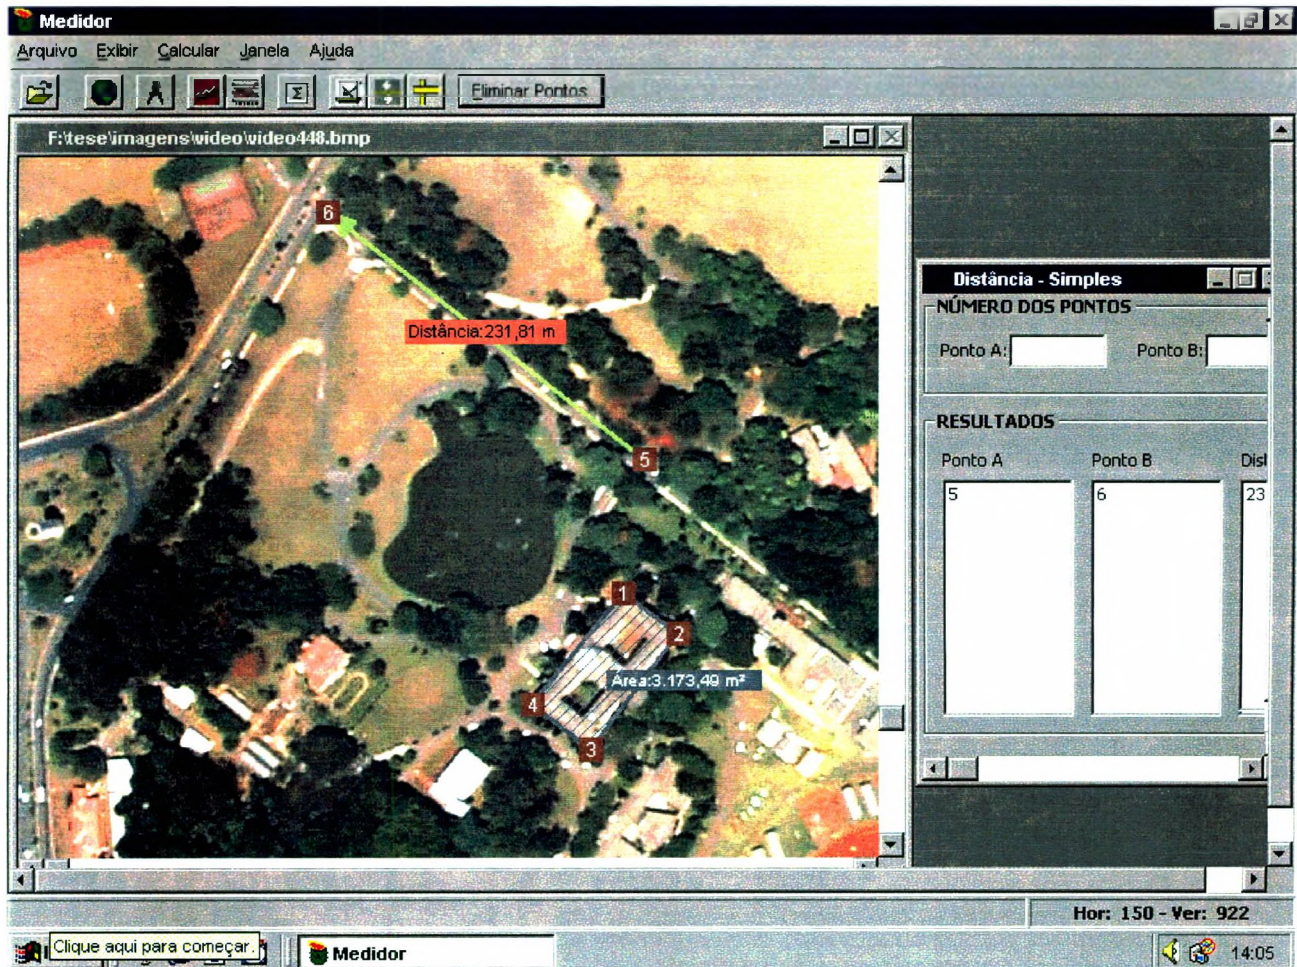 Medidor
Arquivo Exibir Calcular Janela Ajuda
Σ
Eliminar Pontos
F:\tese\imagens\video\video448.bmp
6
Distância:231,81 m
5
1
2
Área:3.173,49 m²
4
3
Distância - Simples
NÚMERO DOS PONTOS
Ponto A: Ponto B:
RESULTADOS
Ponto A Ponto B Dist
5 6 23
Hor: 150 - Ver: 922
Clique aqui para começar.
Medidor
14:05